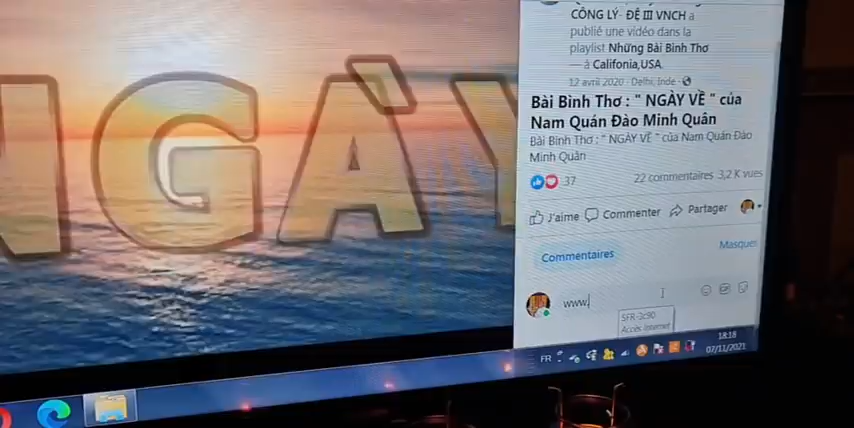 NGÀY
CÔNG LÝ- ĐỆ III VNCH a
publié une vidéo dans la
playlist Những Bài Bình Thơ
— à Califonia,USA.
12 avril 2020 · Delhi, Inde ·
Bài Bình Thơ : " NGÀY VỀ " của
Nam Quán Đào Minh Quân
Bài Bình Thơ : " NGÀY VỀ " của Nam Quán Đào
Minh Quân
37
22 commentaires 3,2 K vues
J'aime Commenter Partager
Commentaires
Masquer
www.
GIF
SFR-3c90
Accès Internet
FR
18:18
07/11/2021